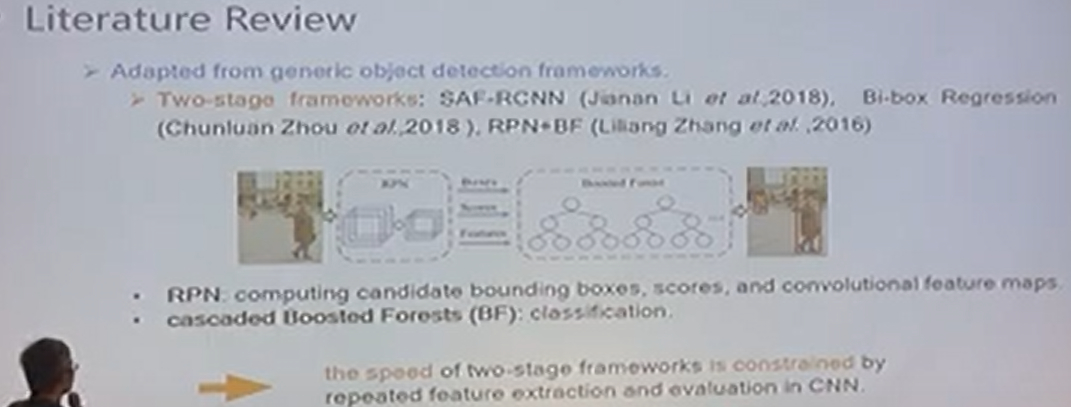 Literature Review
➢ Adapted from generic object detection frameworks.
➢ Two-stage frameworks: SAF-RCNN (Jianan Li et al.,2018), Bi-box Regression
(Chunluan Zhou et al.,2018 ), RPN+BF (Liliang Zhang et al. ,2016)
RPN
Boxes
Boosted Forest
Scores
Features
...
• RPN: computing candidate bounding boxes, scores, and convolutional feature maps.
• cascaded Boosted Forests (BF): classification.
the speed of two-stage frameworks is constrained by
repeated feature extraction and evaluation in CNN.